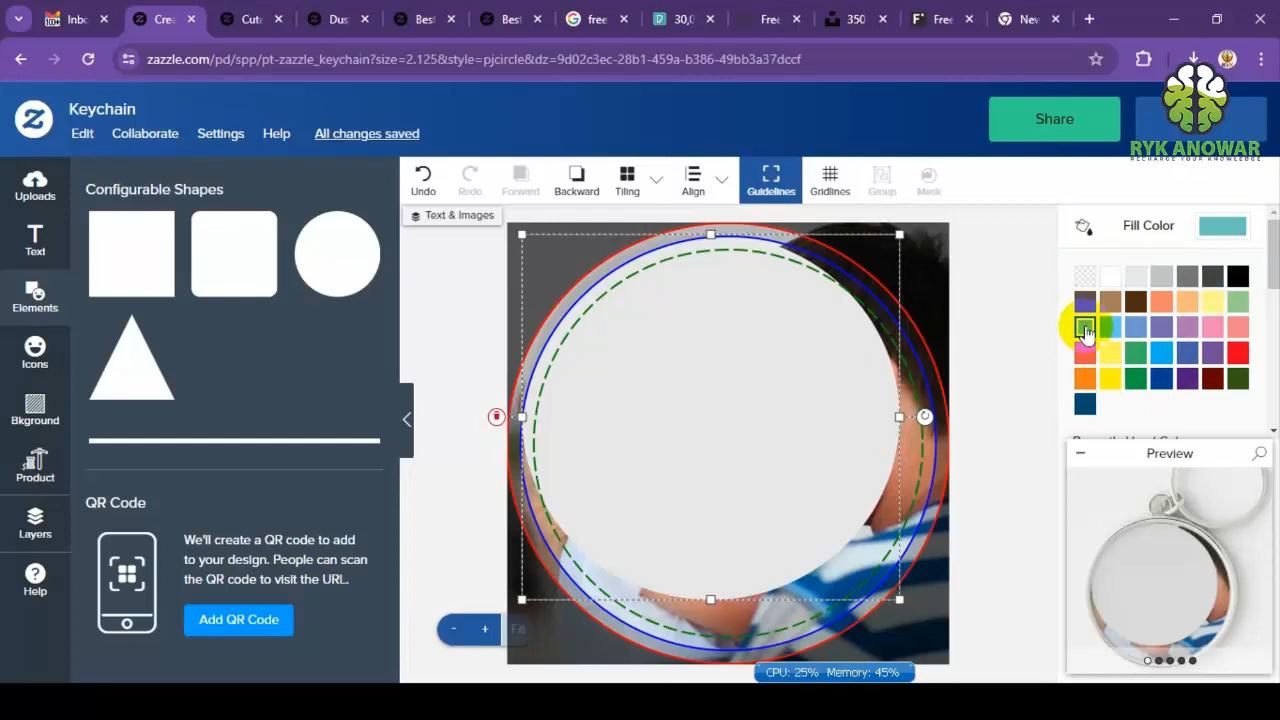 Inbo
Cre
Cute
Dus
Best
Best
free
30,0
Free
350
Free
New
zazzle.com/pd/spp/pt-zazzle_keychain?size=2.125&style=pjcircle&dz=9d02c3ec-28b1-459a-b386-49bb3a37dccf
Keychain
Edit
Collaborate
Settings
Help
All changes saved
Share
RYK ANOWAR
RECHARGE YOUR KNOWLEDGE
Uploads
Text
Elements
Icons
Bkground
Product
Layers
Help
Configurable Shapes
QR Code
We'll create a QR code to add
to your design. People can scan
the QR code to visit the URL.
Add QR Code
Undo
Redo
Forward
Backward
Tiling
Align
Guidelines
Gridlines
Group
Mask
Text & Images
Fill Color
Preview
- + Fit
CPU: 25% Memory: 45%